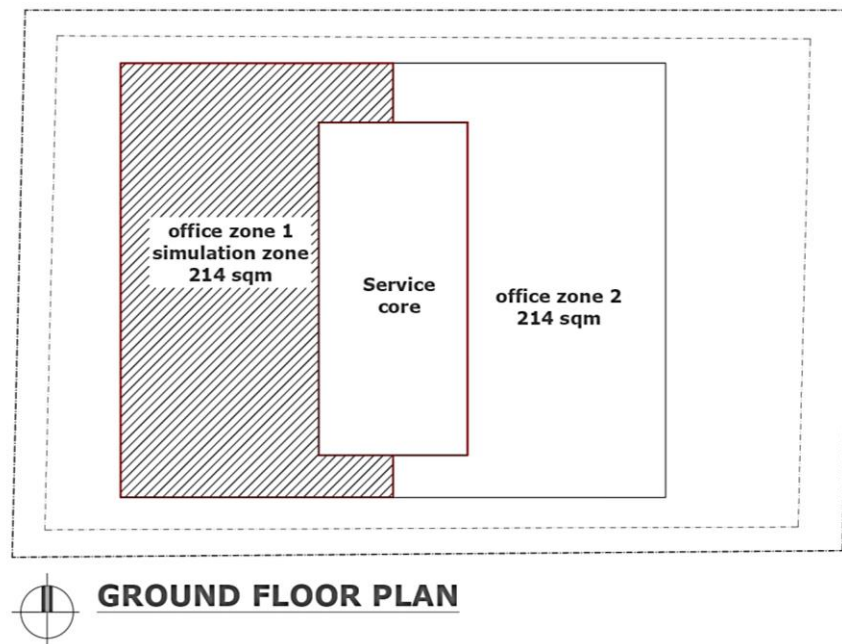 office zone 1
simulation zone
214 sqm
Service
core
office zone 2
214 sqm
GROUND FLOOR PLAN